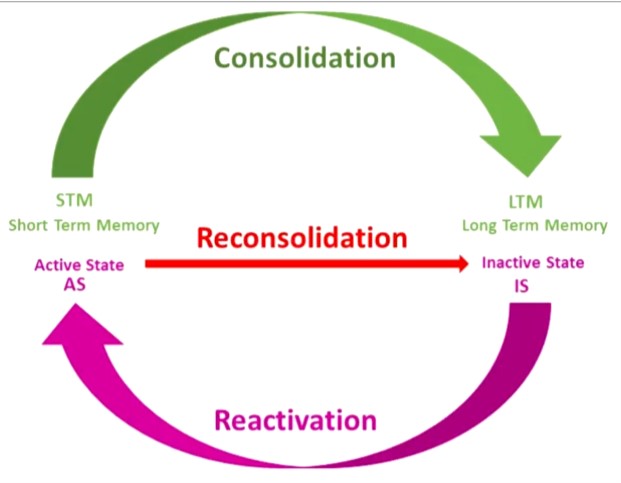 Consolidation
STM
Short Term Memory
LTM
Long Term Memory
Reconsolidation
Active State
AS
Inactive State
IS
Reactivation